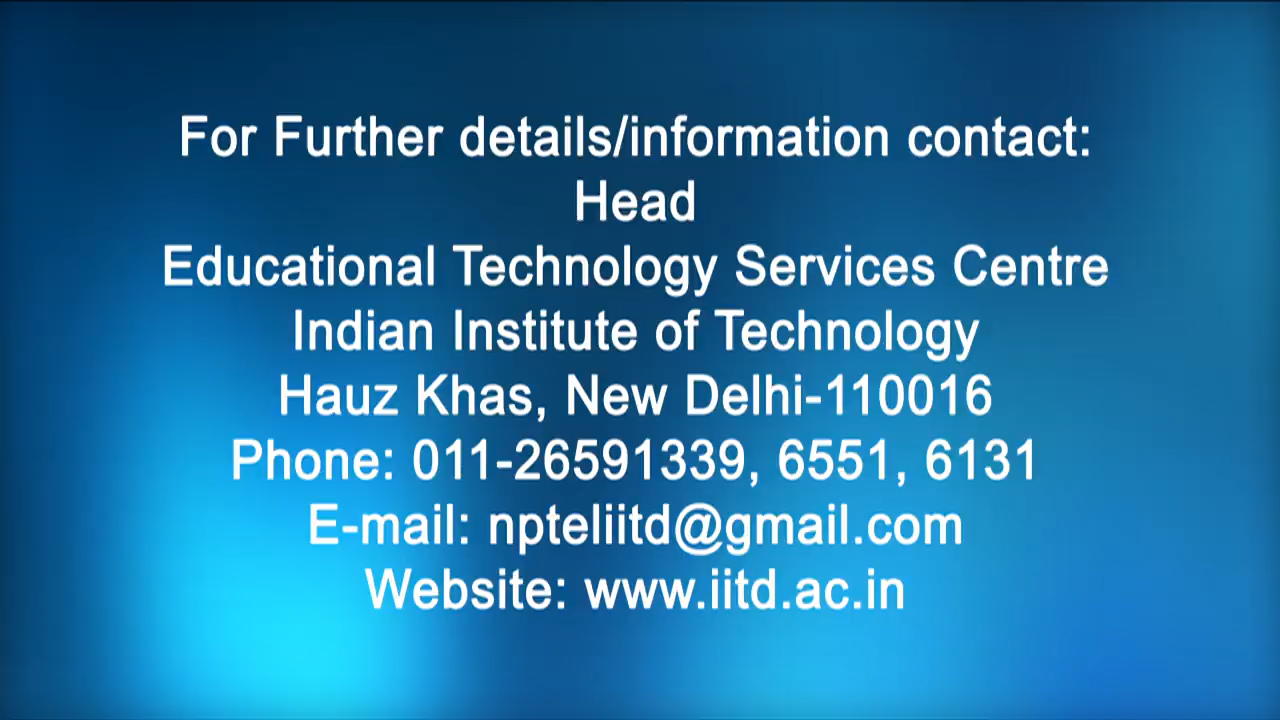 For Further details/information contact:
Head
Educational Technology Services Centre
Indian Institute of Technology
Hauz Khas, New Delhi-110016
Phone: 011-26591339, 6551, 6131
E-mail: npteliitd@gmail.com
Website: www.iitd.ac.in